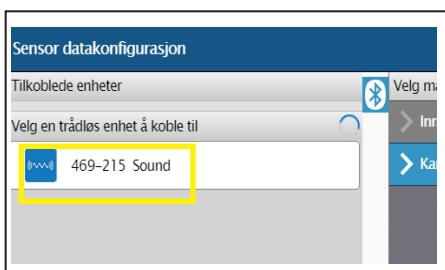 Sensor datakonfigurasjon
Tilkoblede enheter
Velg en trådløs enhet å koble til
469-215 Sound